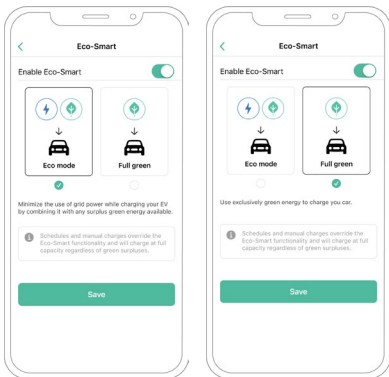 Eco-Smart
Enable Eco-Smart
Eco mode
Full green
Minimize the use of grid power while charging your EV
by combining it with any surplus green energy available.
Schedules and manual charges override the
Eco-Smart functionality and will charge at full
capacity regardless of green surpluses.
Save
Eco-Smart
Enable Eco-Smart
Eco mode
Full green
Use exclusively green energy to charge you car.
Schedules and manual charges override the
Eco-Smart functionality and will charge at full
capacity regardless of green surpluses.
Save